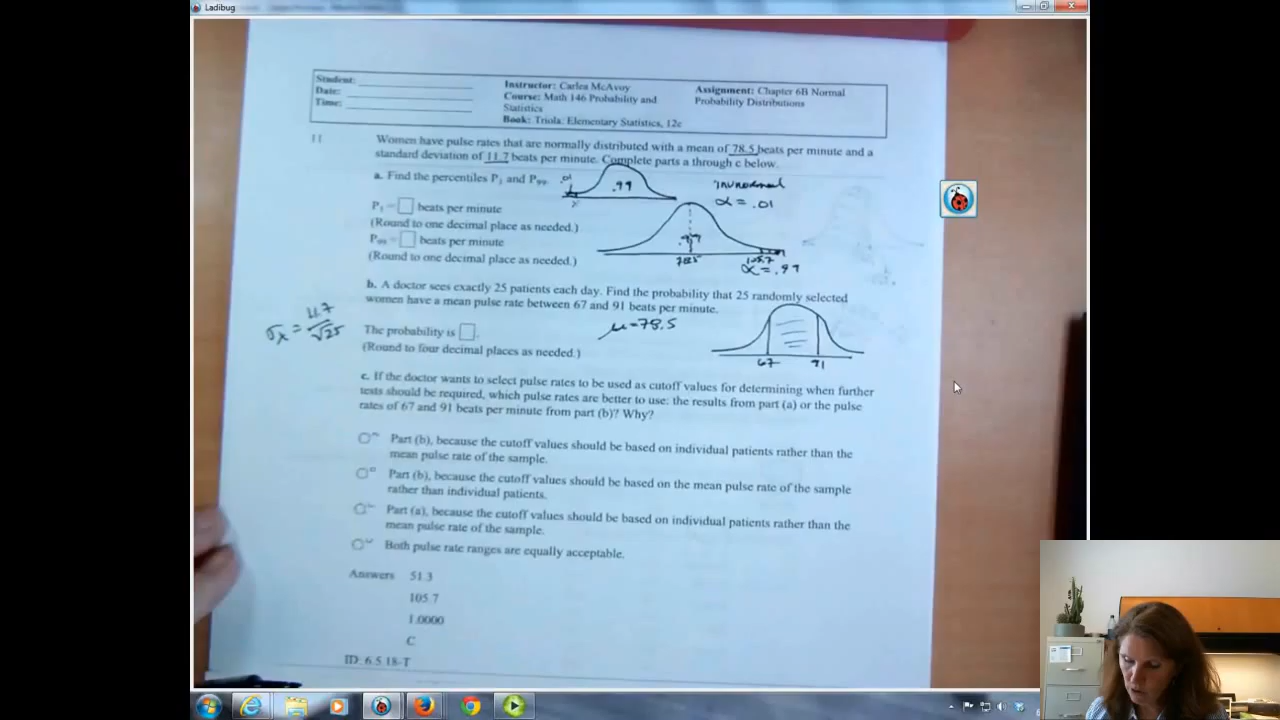 Ladibug
Student:
Date:
Time:
Instructor: Carlea McAvoy
Course: Math 146 Probability and
Statistics
Book: Triola: Elementary Statistics, 12e
Assignment: Chapter 6B Normal
Probability Distributions
11
Women have pulse rates that are normally distributed with a mean of 78.5 beats per minute and a
standard deviation of 11.7 beats per minute. Complete parts a through c below.
a. Find the percentiles P1 and P99.
.01
.99
invnormal
α = .01
P1 = beats per minute
(Round to one decimal place as needed.)
P99 = beats per minute
(Round to one decimal place as needed.)
78.5
105.7
α = .99
b. A doctor sees exactly 25 patients each day. Find the probability that 25 randomly selected
women have a mean pulse rate between 67 and 91 beats per minute.
σx = 11.7/√25
The probability is
μ=78.5
(Round to four decimal places as needed.)
67
91
c. If the doctor wants to select pulse rates to be used as cutoff values for determining when further
tests should be required, which pulse rates are better to use: the results from part (a) or the pulse
rates of 67 and 91 beats per minute from part (b)? Why?
Part (b), because the cutoff values should be based on individual patients rather than the
mean pulse rate of the sample.
Part (b), because the cutoff values should be based on the mean pulse rate of the sample
rather than individual patients.
Part (a), because the cutoff values should be based on individual patients rather than the
mean pulse rate of the sample.
Both pulse rate ranges are equally acceptable.
Answers 51.3
105.7
1.0000
C
ID: 6.5.18-T